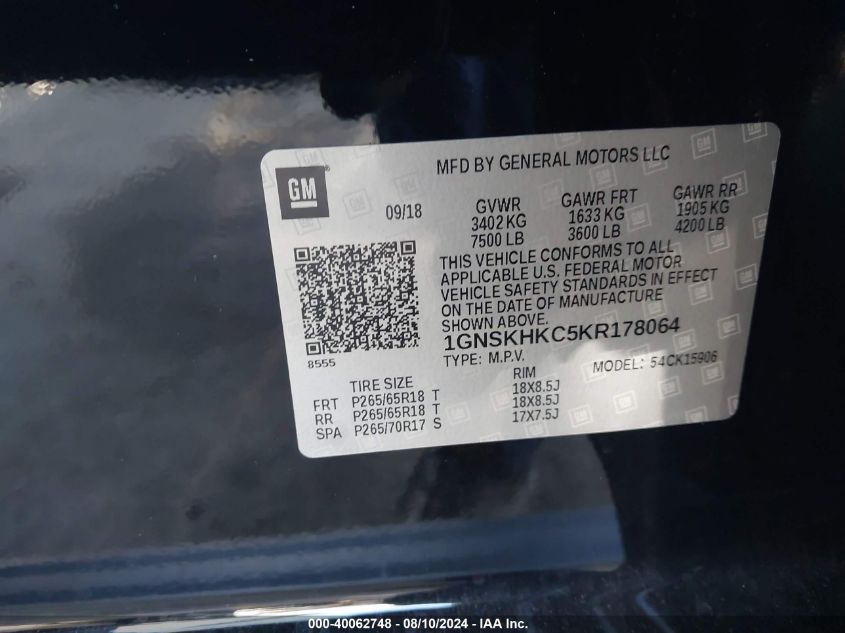 MFD BY GENERAL MOTORS LLC
GM
09/18
GVWR GAWR FRT GAWR RR
3402 KG 1633 KG 1905 KG
7500 LB 3600 LB 4200 LB
THIS VEHICLE CONFORMS TO ALL
APPLICABLE U.S. FEDERAL MOTOR
VEHICLE SAFETY STANDARDS IN EFFECT
ON THE DATE OF MANUFACTURE
SHOWN ABOVE.
1GNSKHKC5KR178064
8555
TYPE: M.P.V. MODEL: 54CK15906
TIRE SIZE RIM
FRT P265/65R18 T 18X8.5J
RR P265/65R18 T 18X8.5J
SPA P265/70R17 S 17X7.5J
000-40062748 - 08/10/2024 - IAAI.COM